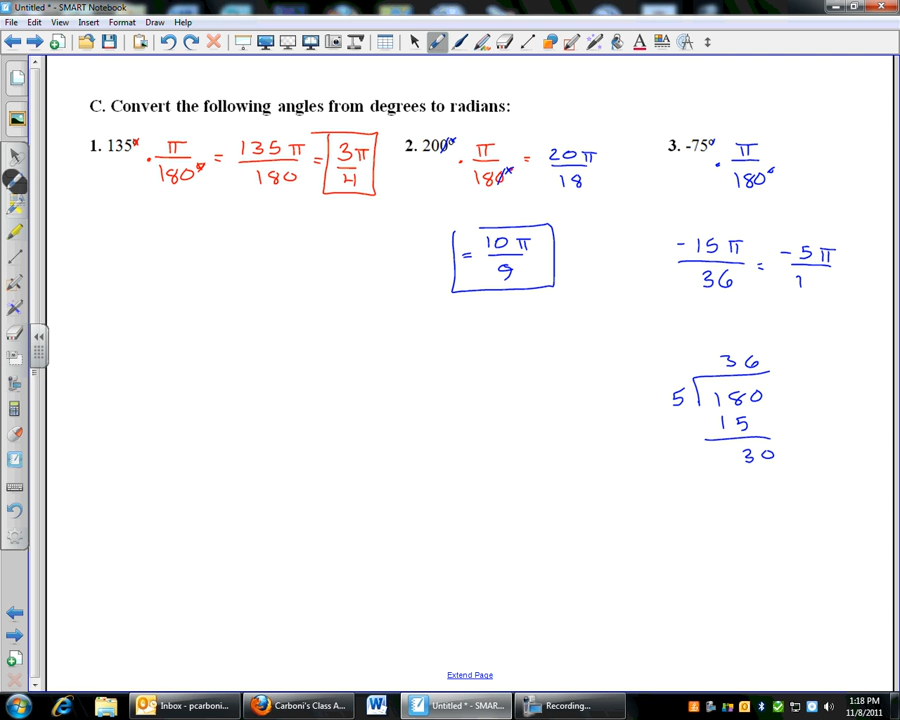 Untitled * - SMART Notebook
File Edit View Insert Format Draw Help
C. Convert the following angles from degrees to radians:
1. 135° · π/180° = 135π/180 = 3π/4
2. 200° · π/180° = 20π/18
= 10π/9
3. -75° · π/180°
-15π/36 = -5π/1
36
5 180
15
30
Extend Page
Inbox - pcarboni...
Carboni's Class A...
Untitled * - SMAR...
Recording...
1:18 PM
11/8/2011